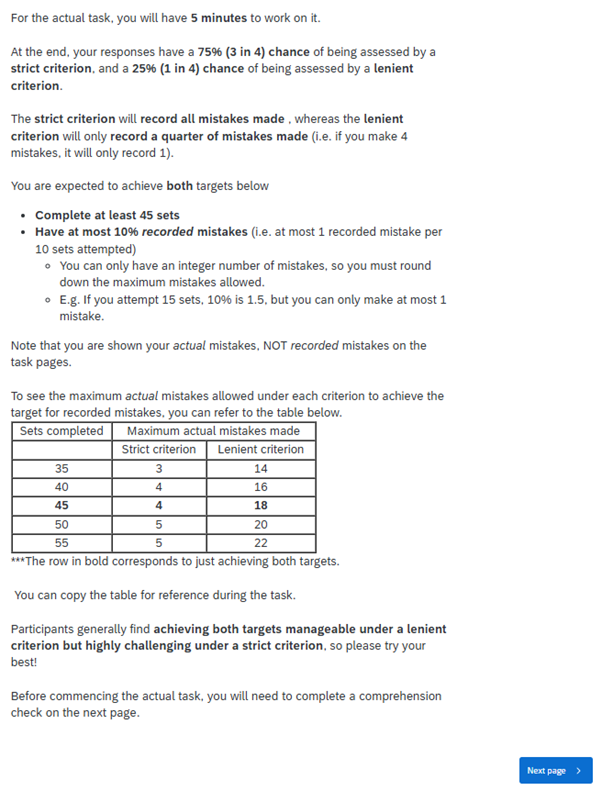 For the actual task, you will have 5 minutes to work on it.
At the end, your responses have a 75% (3 in 4) chance of being assessed by a
strict criterion, and a 25% (1 in 4) chance of being assessed by a lenient
criterion.
The strict criterion will record all mistakes made , whereas the lenient
criterion will only record a quarter of mistakes made (i.e. if you make 4
mistakes, it will only record 1).
You are expected to achieve both targets below
• Complete at least 45 sets
• Have at most 10% recorded mistakes (i.e. at most 1 recorded mistake per
10 sets attempted)
◦ You can only have an integer number of mistakes, so you must round
down the maximum mistakes allowed.
◦ E.g. If you attempt 15 sets, 10% is 1.5, but you can only make at most 1
mistake.
Note that you are shown your actual mistakes, NOT recorded mistakes on the
task pages.
To see the maximum actual mistakes allowed under each criterion to achieve the
target for recorded mistakes, you can refer to the table below.
Sets completed Maximum actual mistakes made
Strict criterion Lenient criterion
35 3 14
40 4 16
45 4 18
50 5 20
55 5 22
***The row in bold corresponds to just achieving both targets.
You can copy the table for reference during the task.
Participants generally find achieving both targets manageable under a lenient
criterion but highly challenging under a strict criterion, so please try your
best!
Before commencing the actual task, you will need to complete a comprehension
check on the next page.
Next page >